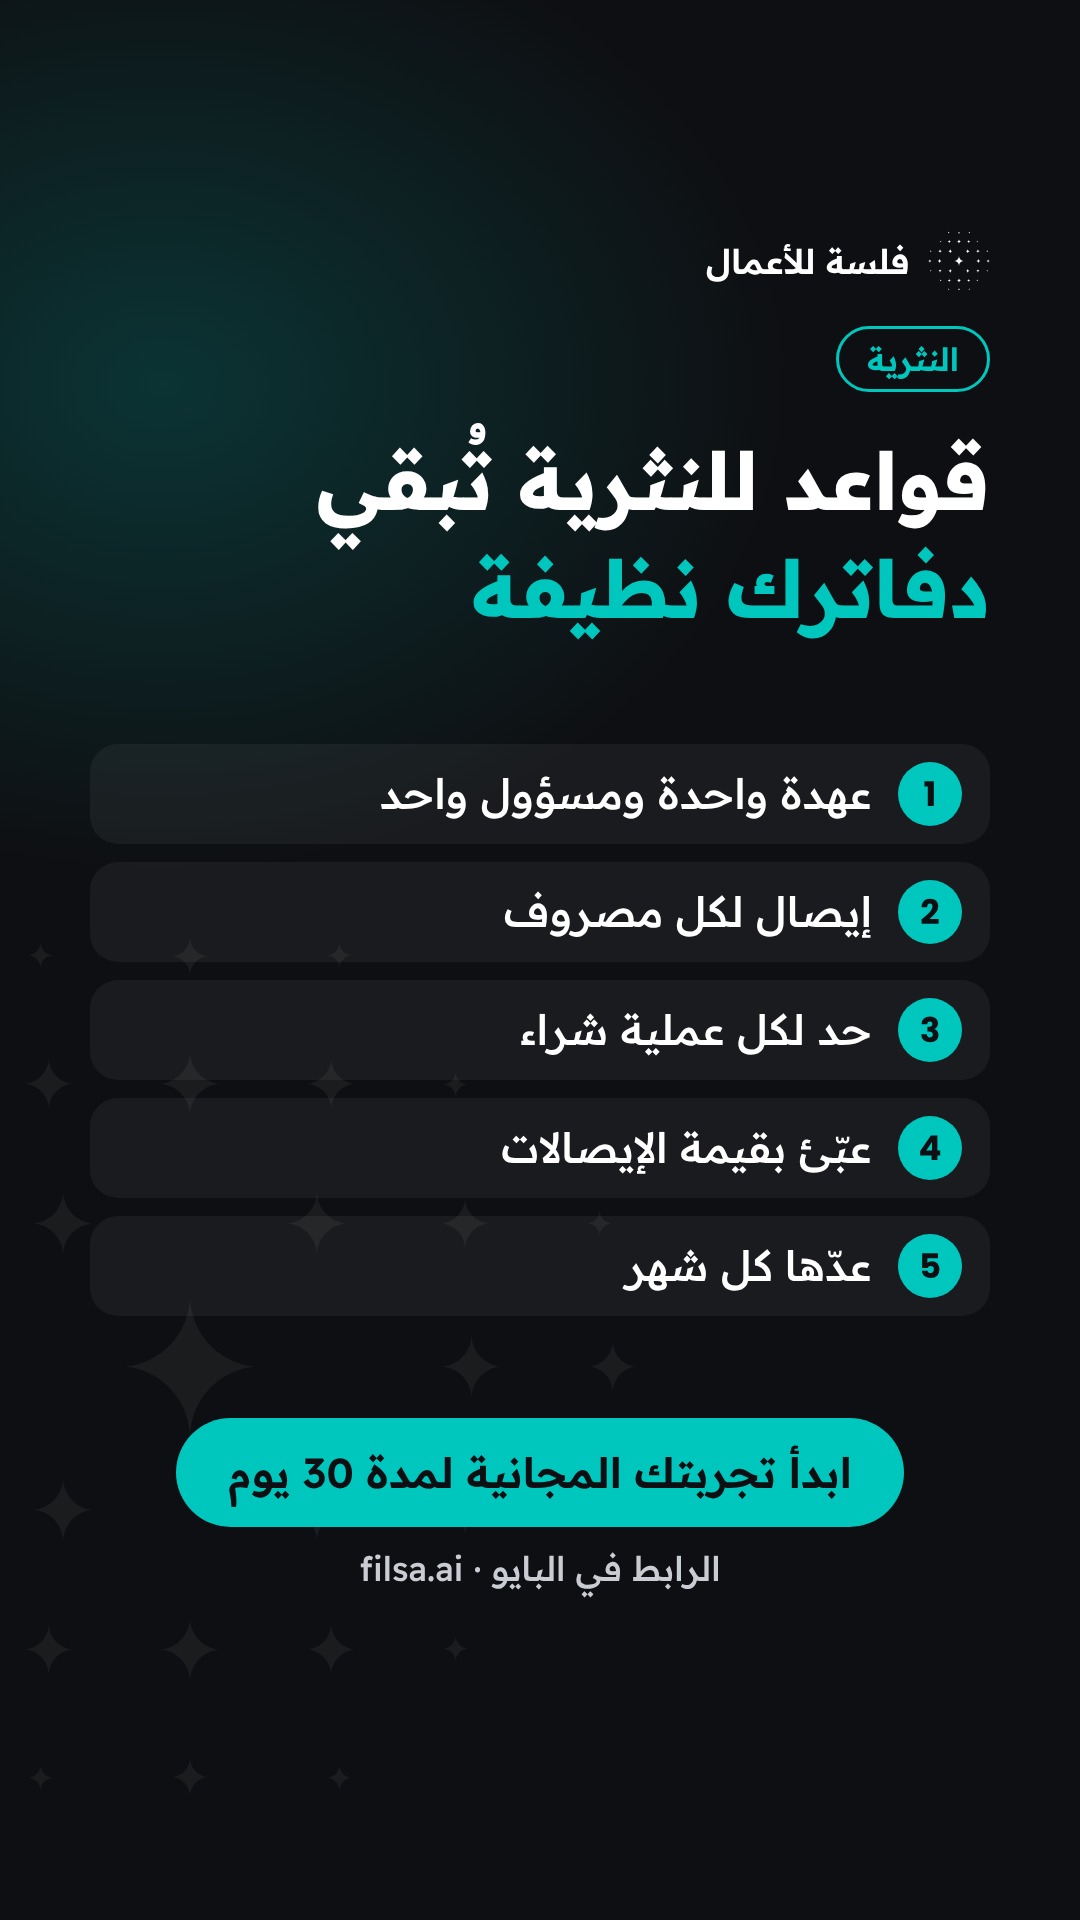 فلسة للأعمال
النثرية
قواعد للنثرية تُبقي
دفاترك نظيفة
1 عهدة واحدة ومسؤول واحد
2 إيصال لكل مصروف
3 حد لكل عملية شراء
4 عبّئ بقيمة الإيصالات
5 عدّها كل شهر
ابدأ تجربتك المجانية لمدة 30 يوم
الرابط في البايو · filsa.ai